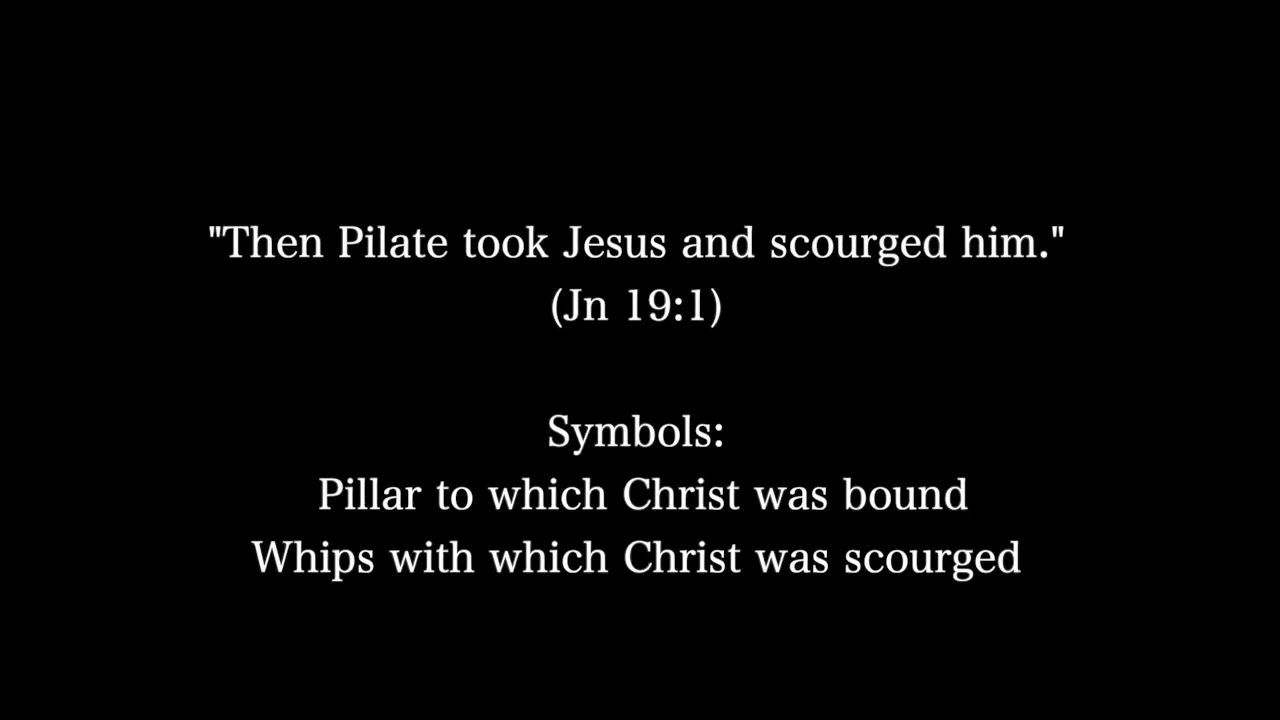 "Then Pilate took Jesus and scourged him."
(Jn 19:1)
Symbols:
Pillar to which Christ was bound
Whips with which Christ was scourged